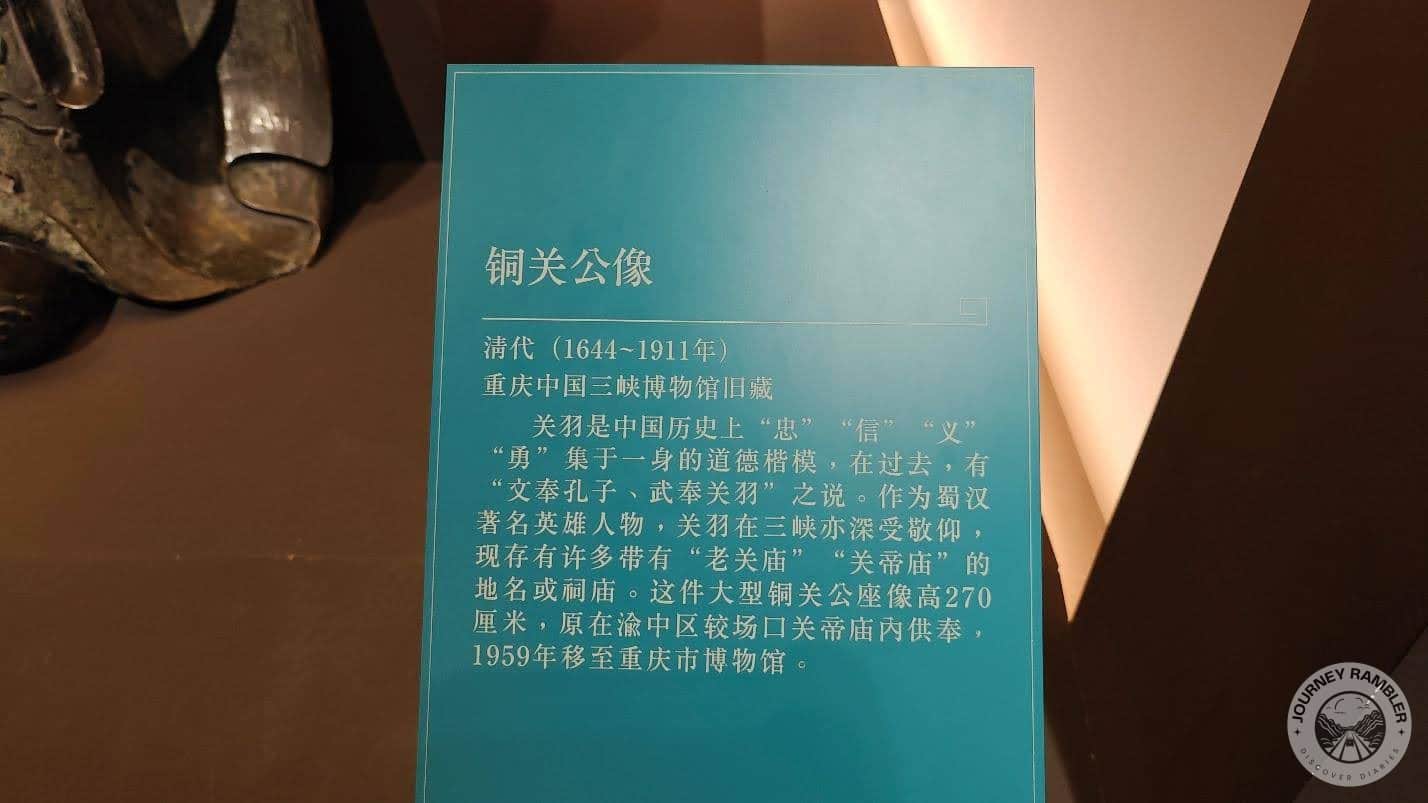 铜关公像
清代（1644~1911年）
重庆中国三峡博物馆旧藏
关羽是中国历史上“忠”“信”“义”
“勇”集于一身的道德楷模，在过去，有
“文奉孔子、武奉关羽”之说。作为蜀汉
著名英雄人物，关羽在三峡亦深受敬仰，
现存有许多带有“老关庙”“关帝庙”的
地名或祠庙。这件大型铜关公座像高270
厘米，原在渝中区较场口关帝庙内供奉，
1959年移至重庆市博物馆。
JOURNEY RAMBLER
DISCOVER DIARIES